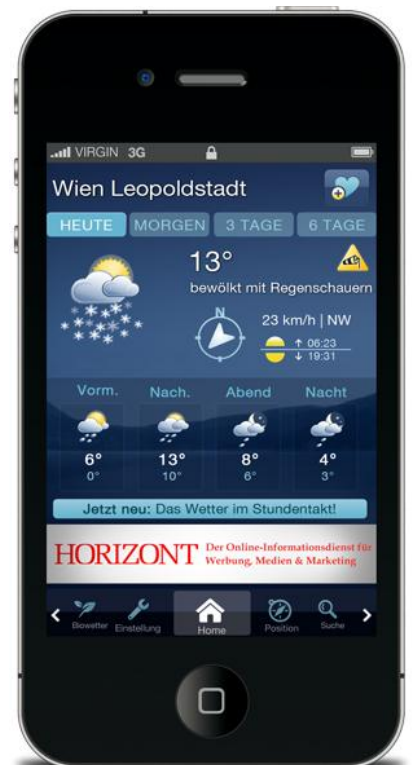 VIRGIN 3G
Wien Leopoldstadt
HEUTE MORGEN 3 TAGE 6 TAGE
13°
bewölkt mit Regenschauern
N
23 km/h | NW
↑ 06:23
↓ 19:31
Vorm. Nach. Abend Nacht
6° 13° 8° 4°
0° 10° 6° 3°
Jetzt neu: Das Wetter im Stundentakt!
HORIZONT Der Online-Informationsdienst für
Werbung, Medien & Marketing
Biowetter Einstellung Home Position Suche